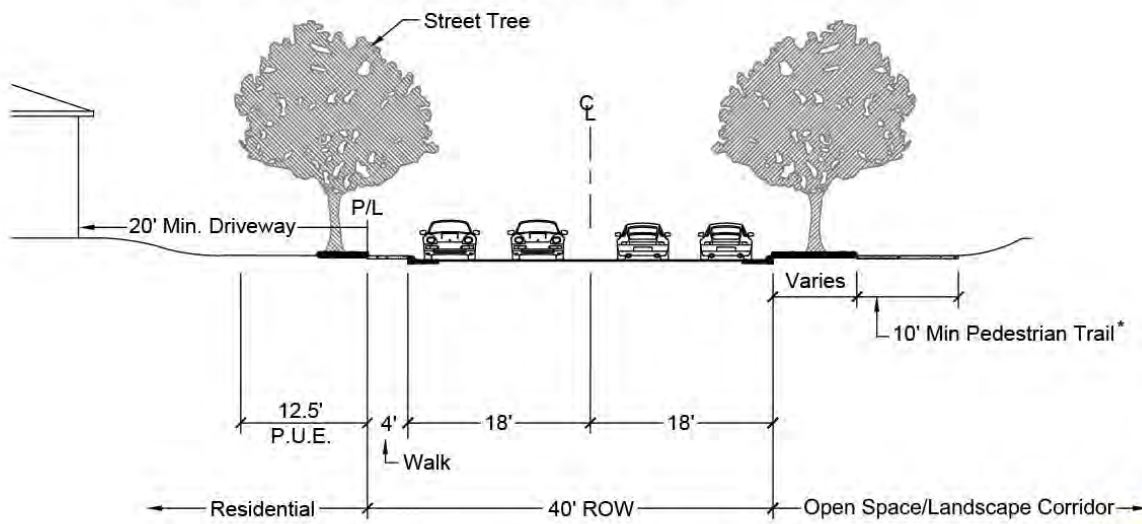 Street Tree
℄
P/L
20' Min. Driveway
Varies
10' Min Pedestrian Trail*
12.5'
P.U.E.
4'
18'
18'
Walk
Residential
40' ROW
Open Space/Landscape Corridor